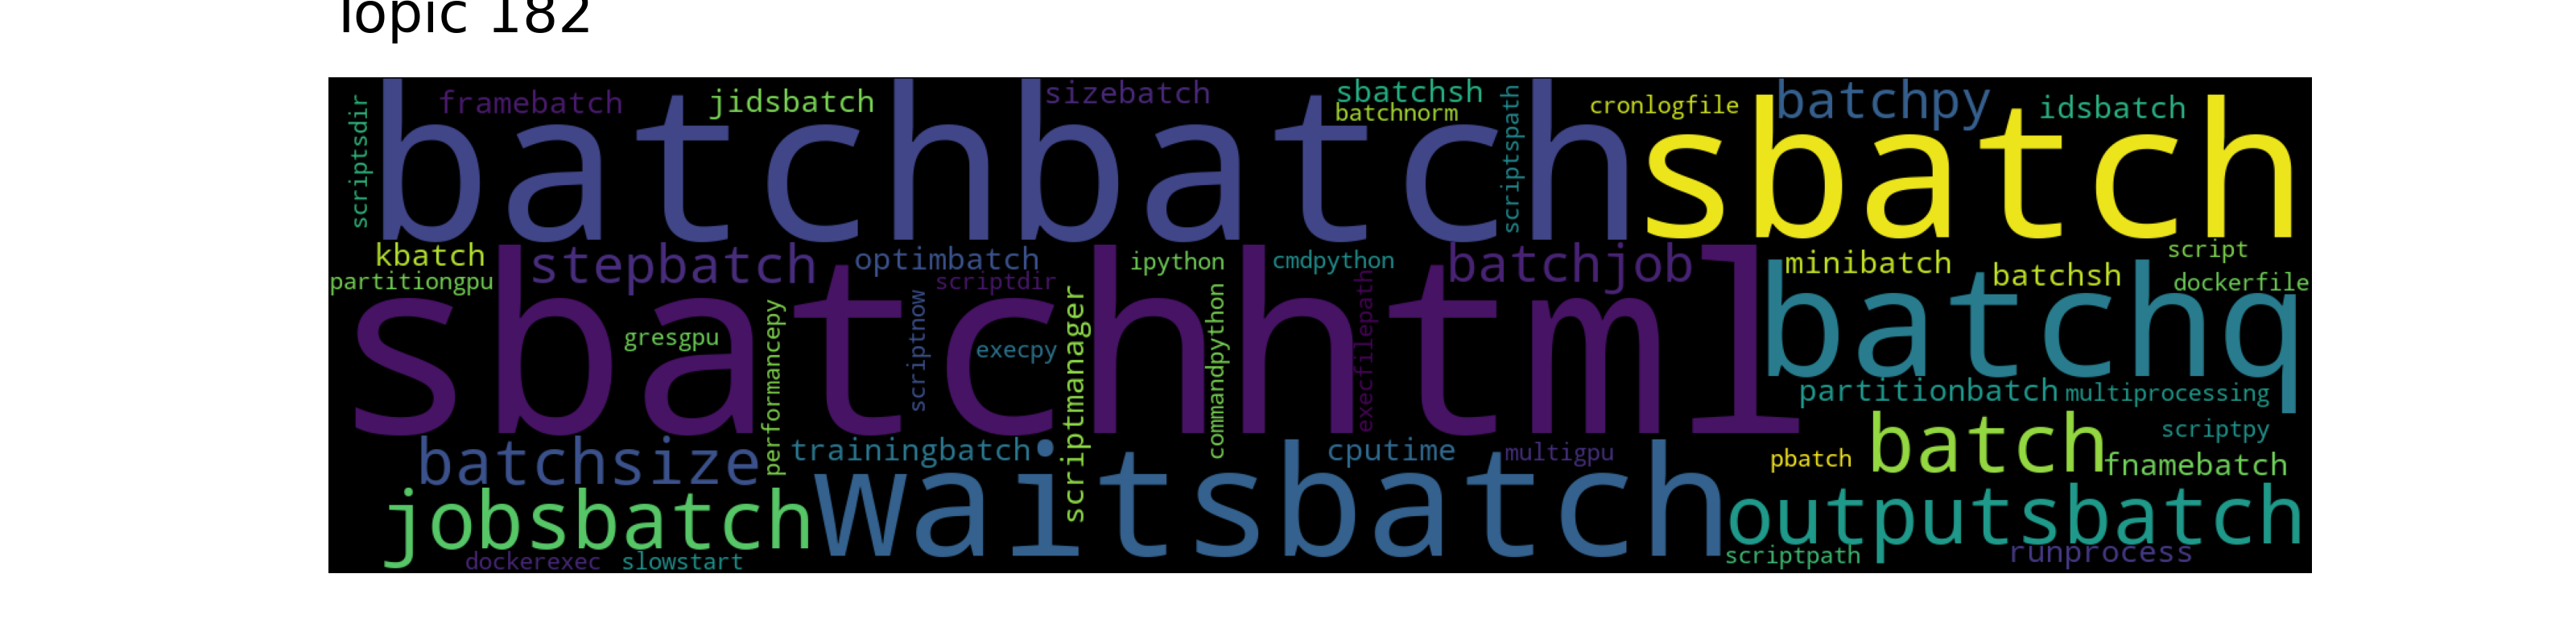 Topic 182
scriptsdir
framebatch
jidsbatch
batchbatch
sizebatch
sbatchsh
batchnorm
scriptspath
cronlogfile
batchpy
idsbatch
sbatch
kbatch
stepbatch
optimbatch
scriptdir
ipython
cmdpython
batchjob
minibatch
batchsh
script
dockerfile
partitiongpu
sbatchhtml
batchq
gresgpu
performancepy
scriptnow
execpy
scriptmanager
commandpython
execfilepath
partitionbatch
multiprocessing
batchsize
trainingbatch
cputime
multigpu
pbatch
batch
scriptpy
fnamebatch
jobsbatch
waitsbatch
outputsbatch
dockerexec
slowstart
scriptpath
runprocess